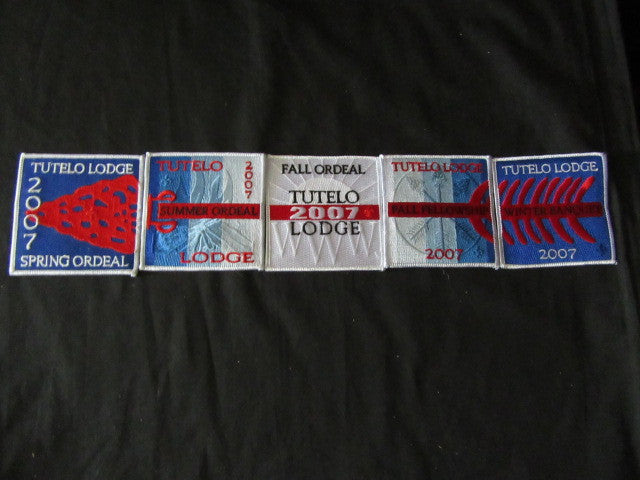 TUTELO LODGE
2007
SPRING ORDEAL
TUTELO
2007
SUMMER ORDEAL
LODGE
FALL ORDEAL
TUTELO
2007
LODGE
TUTELO LODGE
FALL FELLOWSHIP
2007
TUTELO LODGE
WINTER BANQUET
2007